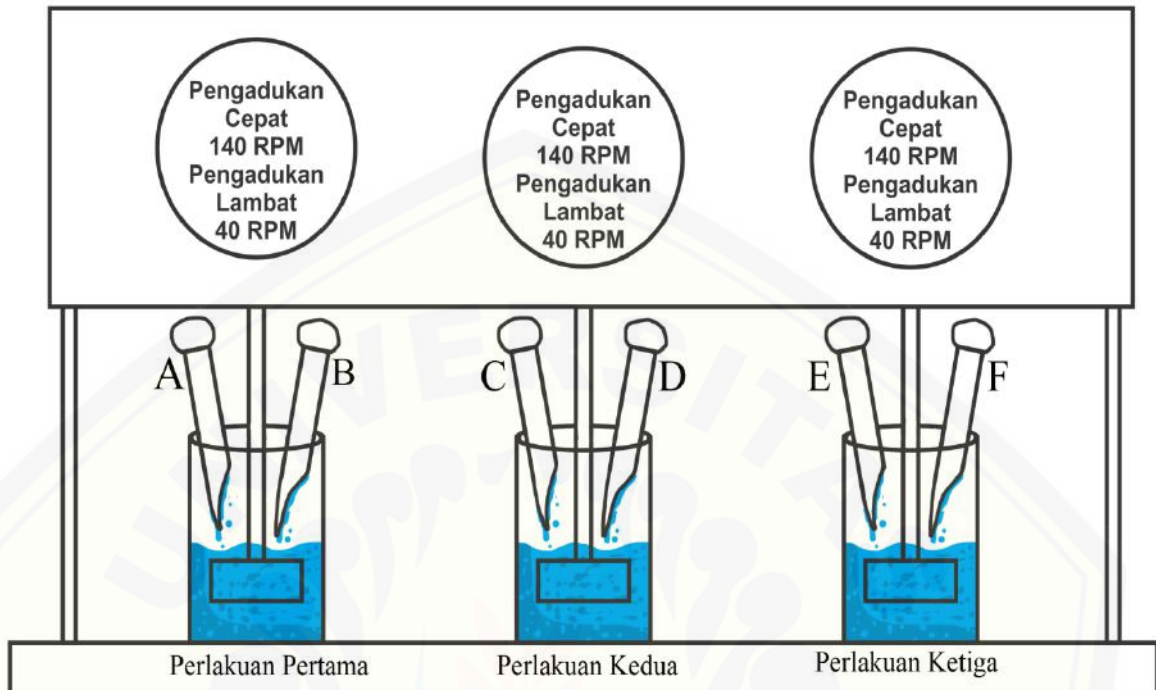 Pengadukan
Cepat
140 RPM
Pengadukan
Lambat
40 RPM
Pengadukan
Cepat
140 RPM
Pengadukan
Lambat
40 RPM
Pengadukan
Cepat
140 RPM
Pengadukan
Lambat
40 RPM
A
B
C
D
E
F
UNIVERSITA
Perlakuan Pertama
Perlakuan Kedua
Perlakuan Ketiga